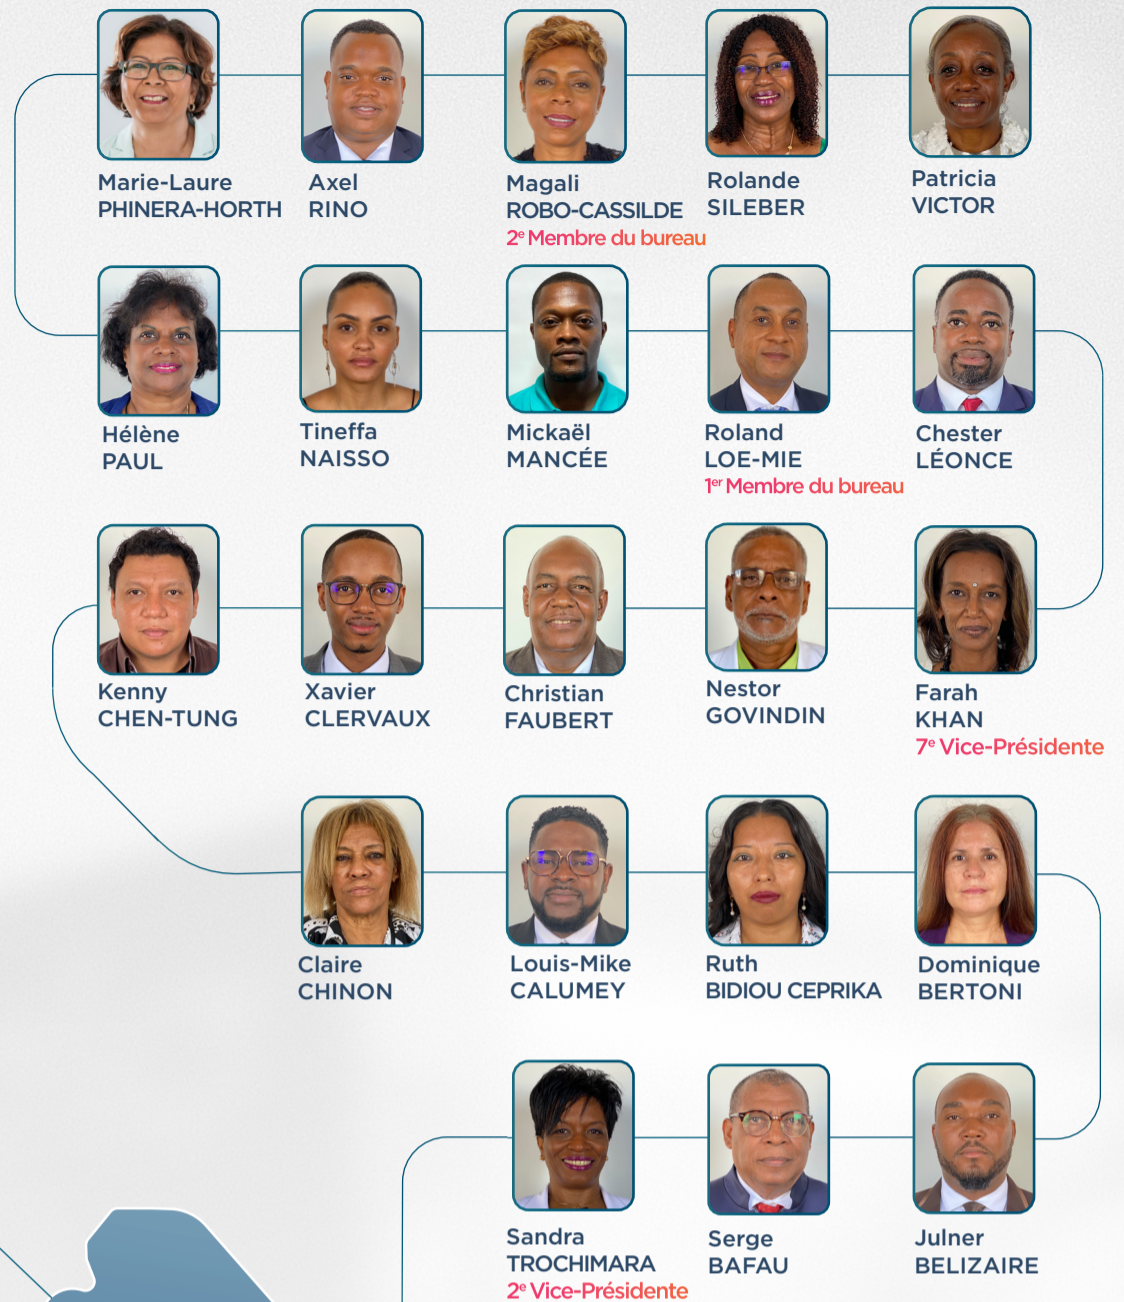 Marie-Laure
PHINERA-HORTH
Axel
RINO
Magali
ROBO-CASSILDE
2e Membre du bureau
Rolande
SILEBER
Patricia
VICTOR
Hélène
PAUL
Tineffa
NAISSO
Mickaël
MANCÉE
Roland
LOE-MIE
1er Membre du bureau
Chester
LÉONCE
Kenny
CHEN-TUNG
Xavier
CLERVAUX
Christian
FAUBERT
Nestor
GOVINDIN
Farah
KHAN
7e Vice-Présidente
Claire
CHINON
Louis-Mike
CALUMEY
Ruth
BIDIOU CEPRIKA
Dominique
BERTONI
Sandra
TROCHIMARA
2e Vice-Présidente
Serge
BAFAU
Julner
BELIZAIRE